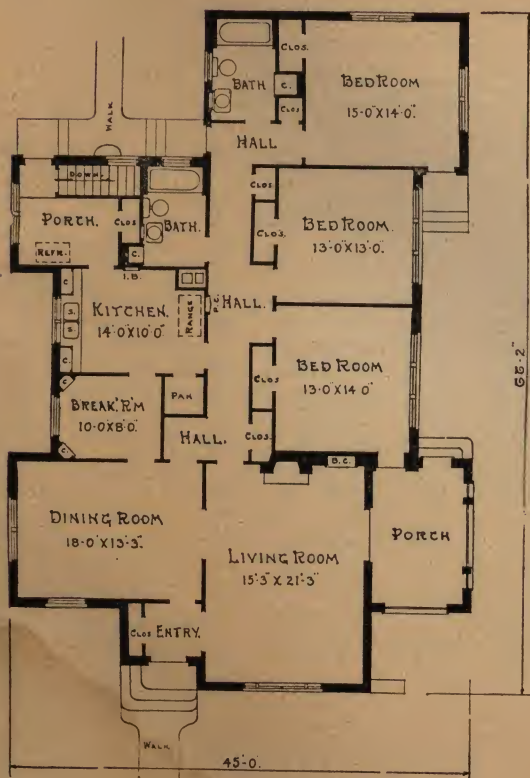 CLOS.
BATH
C.
CLOS
BED ROOM
15'-0"X14'-0"
WALK
HALL
DOWN
CLOS
PORCH.
CLOS
BATH.
BED ROOM.
13'-0"X13'-0"
CLOS.
REFR.
C.
I.B.
C
KITCHEN.
14'-0"X10'-0"
RANGE
P.C.
HALL.
66'-2"
C
BED ROOM
13'-0"X14'-0"
CLOS
C.
BREAK. R'M
10'-0"X8'-0"
PAN
HALL.
CLOS.
C.
B.C.
DINING ROOM
18'-0"X13'-3"
LIVING ROOM
15'-3"X21'-3"
PORCH
CLOS
ENTRY.
WALK
45'-0"